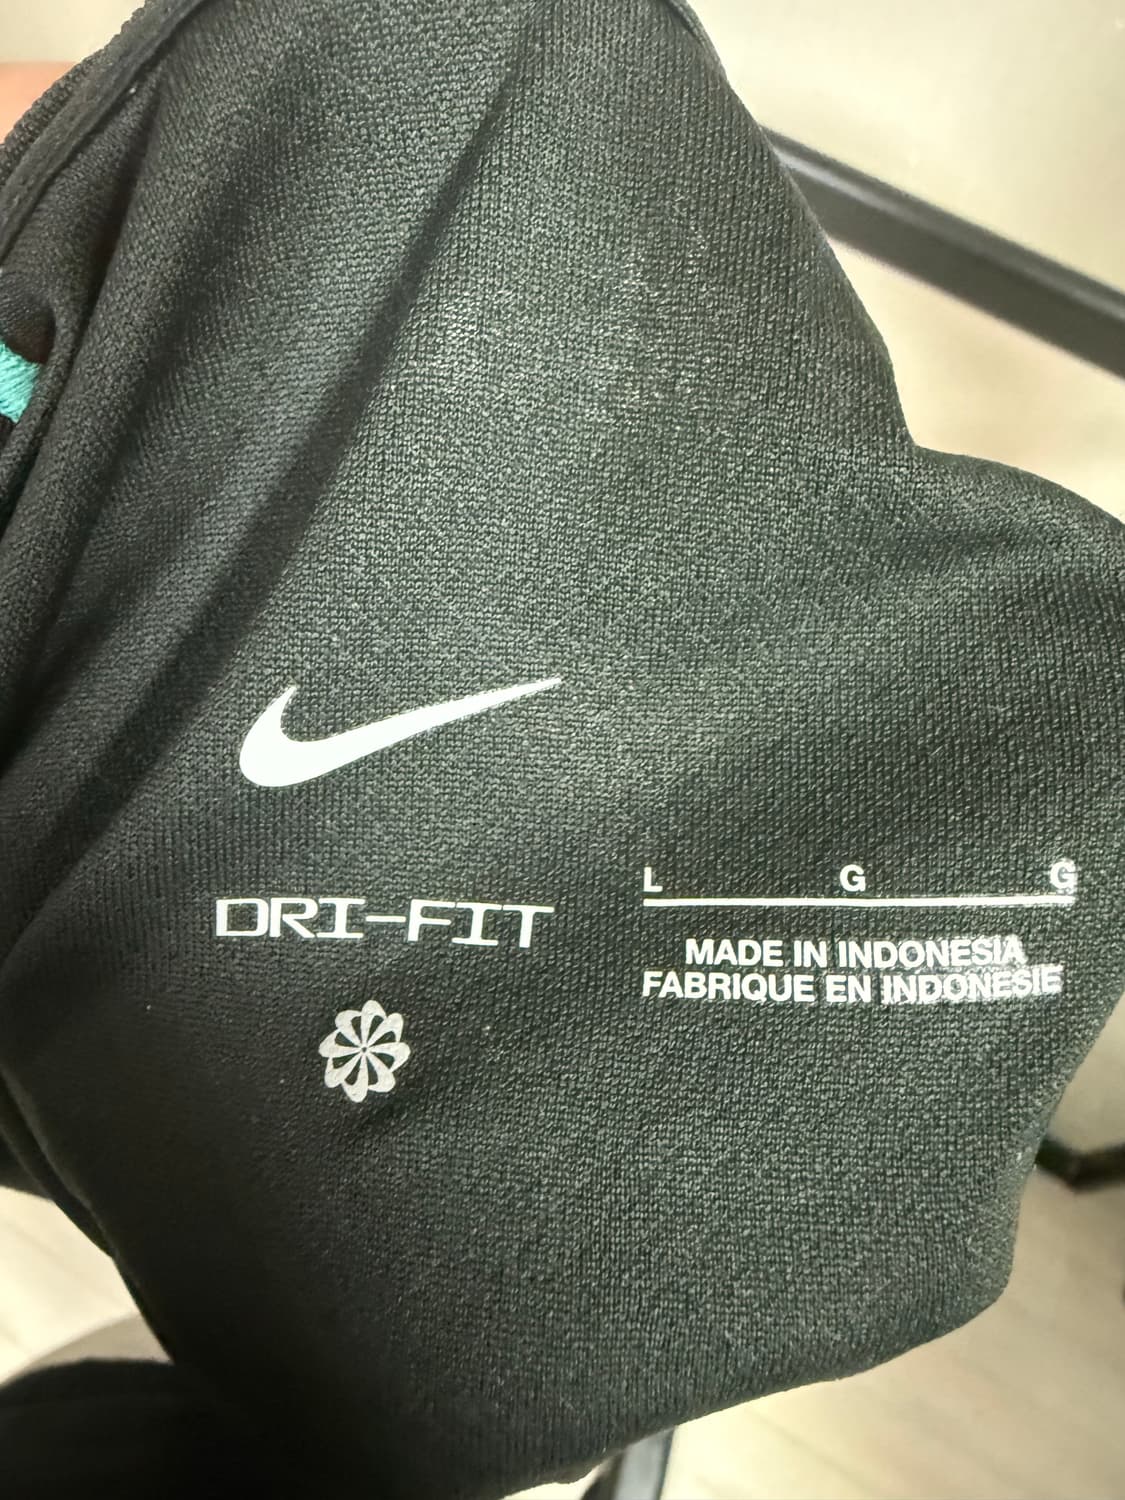 DRI-FIT
L G G
MADE IN INDONESIA
FABRIQUE EN INDONESIE